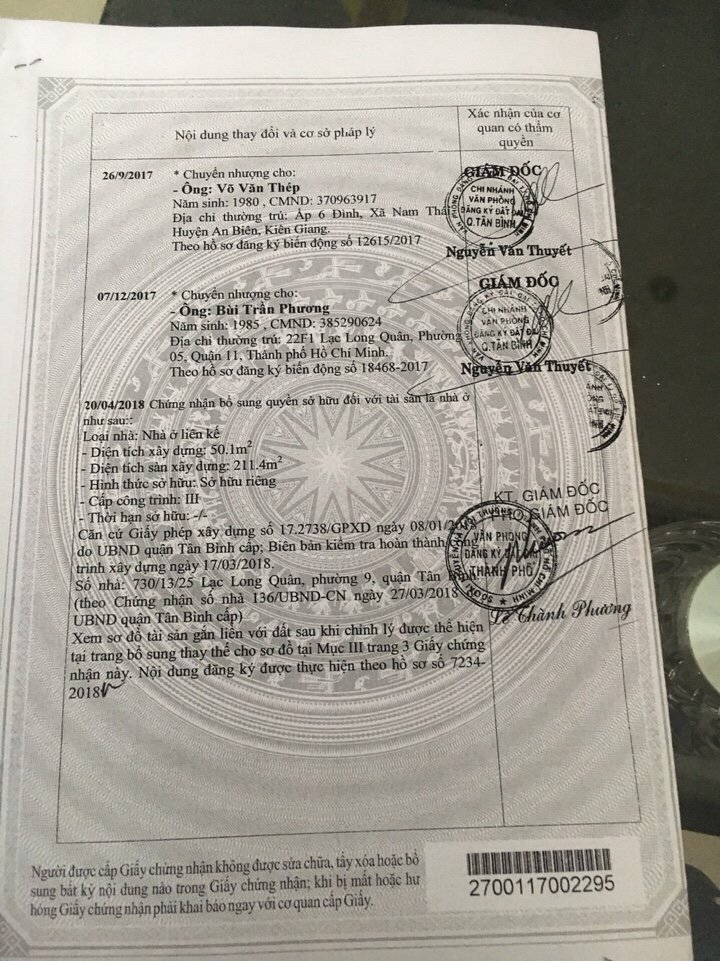 Nội dung thay đổi và cơ sở pháp lý
Xác nhận của cơ
quan có thẩm
quyền
26/9/2017 * Chuyển nhượng cho:
- Ông: Võ Văn Thép
Năm sinh: 1980 , CMND: 370963917
Địa chỉ thường trú: Ấp 6 Đình, Xã Nam Thái
Huyện An Biên, Kiên Giang.
Theo hồ sơ đăng ký biến động số 12615/2017
GIÁM ĐỐC
CHI NHÁNH
VĂN PHÒNG
ĐĂNG KÝ ĐẤT ĐAI
Q.TÂN BÌNH
Nguyễn Văn Thuyết
07/12/2017 * Chuyển nhượng cho:
- Ông: Bùi Trần Phương
Năm sinh: 1985 , CMND: 385290624
Địa chỉ thường trú: 22F1 Lạc Long Quân, Phường
05, Quận 11, Thành phố Hồ Chí Minh.
Theo hồ sơ đăng ký biến động số 18468-2017
GIÁM ĐỐC
CHI NHÁNH
VĂN PHÒNG
ĐĂNG KÝ ĐẤT ĐAI
Q.TÂN BÌNH
Nguyễn Văn Thuyết
20/04/2018 Chứng nhận bổ sung quyền sở hữu đối với tài sản là nhà ở
như sau::
Loại nhà: Nhà ở liên kế
- Diện tích xây dựng: 50.1m²
- Diện tích sàn xây dựng: 211.4m²
- Hình thức sở hữu: Sở hữu riêng
- Cấp công trình: III
- Thời hạn sở hữu: -/-
Căn cứ Giấy phép xây dựng số 17.2738/GPXD ngày 08/01/
do UBND quận Tân Bình cấp; Biên bản kiểm tra hoàn thành
trình xây dựng ngày 17/03/2018.
Số nhà: 730/13/25 Lạc Long Quân, phường 9, quận Tân
(theo Chứng nhận số nhà 136/UBND-CN ngày 27/03/2018
UBND quận Tân Bình cấp)
Xem sơ đồ tài sản gắn liền với đất sau khi chỉnh lý được thể hiện
tại trang bổ sung thay thế cho sơ đồ tại Mục III trang 3 Giấy chứng
nhận này. Nội dung đăng ký được thực hiện theo hồ sơ số 7234-
2018
KT. GIÁM ĐỐC
PHÓ GIÁM ĐỐC
VĂN PHÒNG
ĐĂNG KÝ ĐẤT ĐAI
THÀNH PHỐ
Lê Thành Phương
Người được cấp Giấy chứng nhận không được sửa chữa, tẩy xóa hoặc bổ
sung bất kỳ nội dung nào trong Giấy chứng nhận; khi bị mất hoặc hư
hỏng Giấy chứng nhận phải khai báo ngay với cơ quan cấp Giấy.
2700117002295